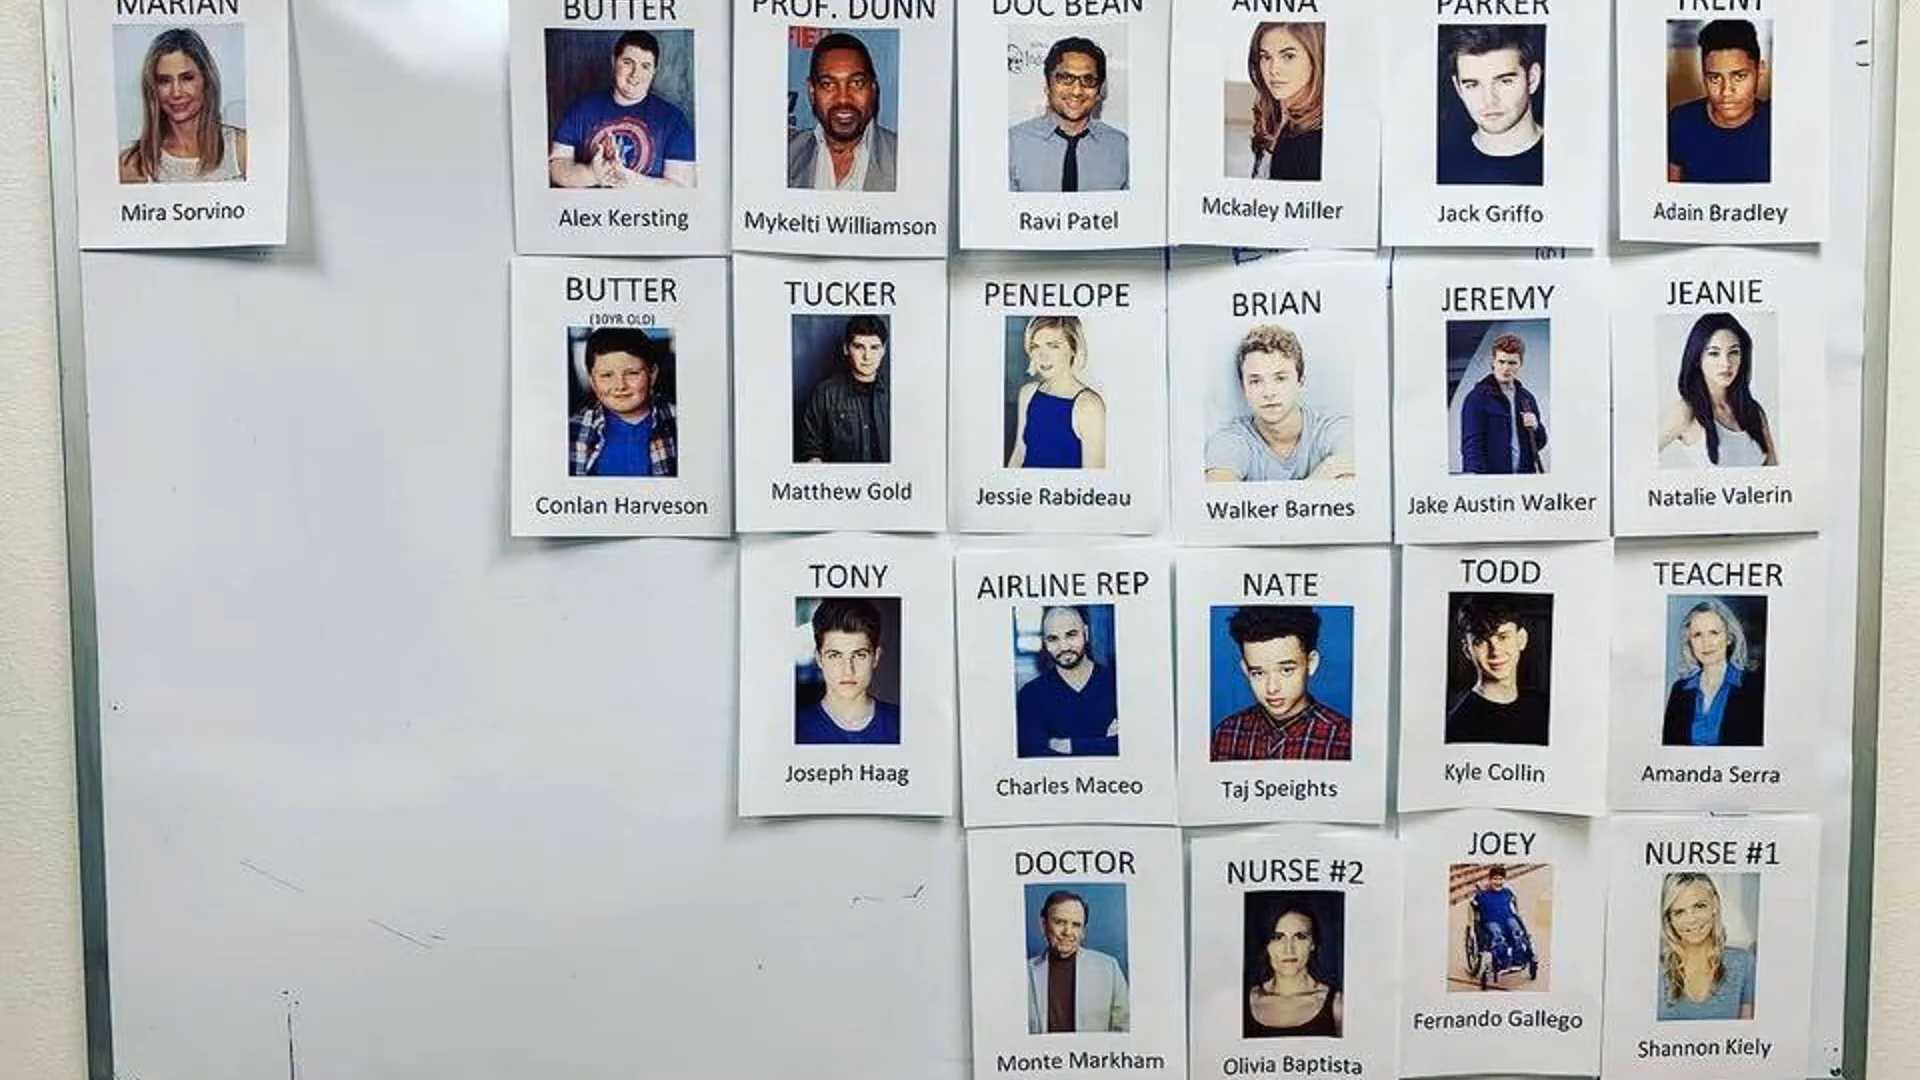 MARIAN
BUTTER
PROF. DUNN
DOC BEAN
ANNA
PARKER
TRENT
Mira Sorvino
Alex Kersting
Mykelti Williamson
Ravi Patel
Mckaley Miller
Jack Griffo
Adain Bradley
BUTTER
(10YR OLD)
TUCKER
PENELOPE
BRIAN
JEREMY
JEANIE
Conlan Harveson
Matthew Gold
Jessie Rabideau
Walker Barnes
Jake Austin Walker
Natalie Valerin
TONY
AIRLINE REP
NATE
TODD
TEACHER
Joseph Haag
Charles Maceo
Taj Speights
Kyle Collin
Amanda Serra
DOCTOR
NURSE #2
JOEY
NURSE #1
Monte Markham
Olivia Baptista
Fernando Gallego
Shannon Kiely